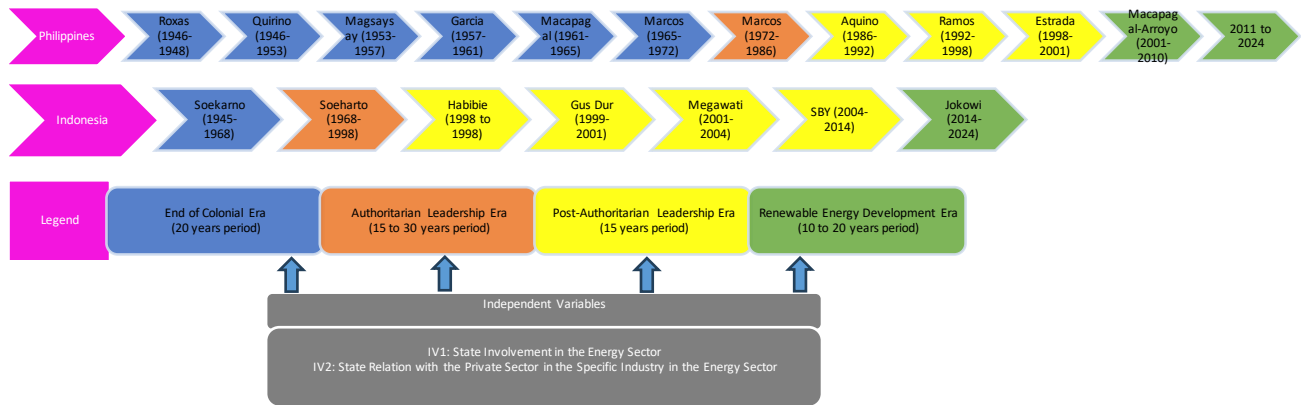 Philippines
Roxas
(1946-
1948)
Quirino
(1946-
1953)
Magsays
ay (1953-
1957)
Garcia
(1957-
1961)
Macapag
al (1961-
1965)
Marcos
(1965-
1972)
Marcos
(1972-
1986)
Aquino
(1986-
1992)
Ramos
(1992-
1998)
Estrada
(1998-
2001)
Macapag
al-Arroyo
(2001-
2010)
2011 to
2024
Indonesia
Soekarno
(1945-
1968)
Soeharto
(1968-
1998)
Habibie
(1998 to
1998)
Gus Dur
(1999-
2001)
Megawati
(2001-
2004)
SBY (2004-
2014)
Jokowi
(2014-
2024)
Legend
End of Colonial Era
(20 years period)
Authoritarian Leadership Era
(15 to 30 years period)
Post-Authoritarian Leadership Era
(15 years period)
Renewable Energy Development Era
(10 to 20 years period)
Independent Variables
IV1: State Involvement in the Energy Sector
IV2: State Relation with the Private Sector in the Specific Industry in the Energy Sector